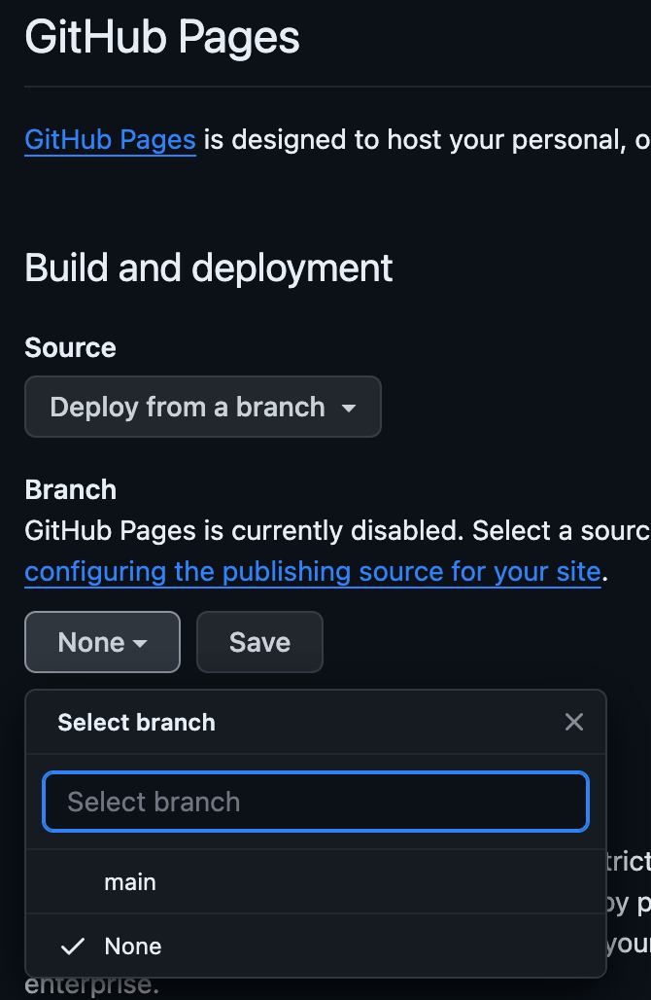 GitHub Pages
GitHub Pages is designed to host your personal, o
Build and deployment
Source
Deploy from a branch
Branch
GitHub Pages is currently disabled. Select a sourc
configuring the publishing source for your site.
None Save
Select branch
Select branch
main
trict
by p
None
your
enterprise.